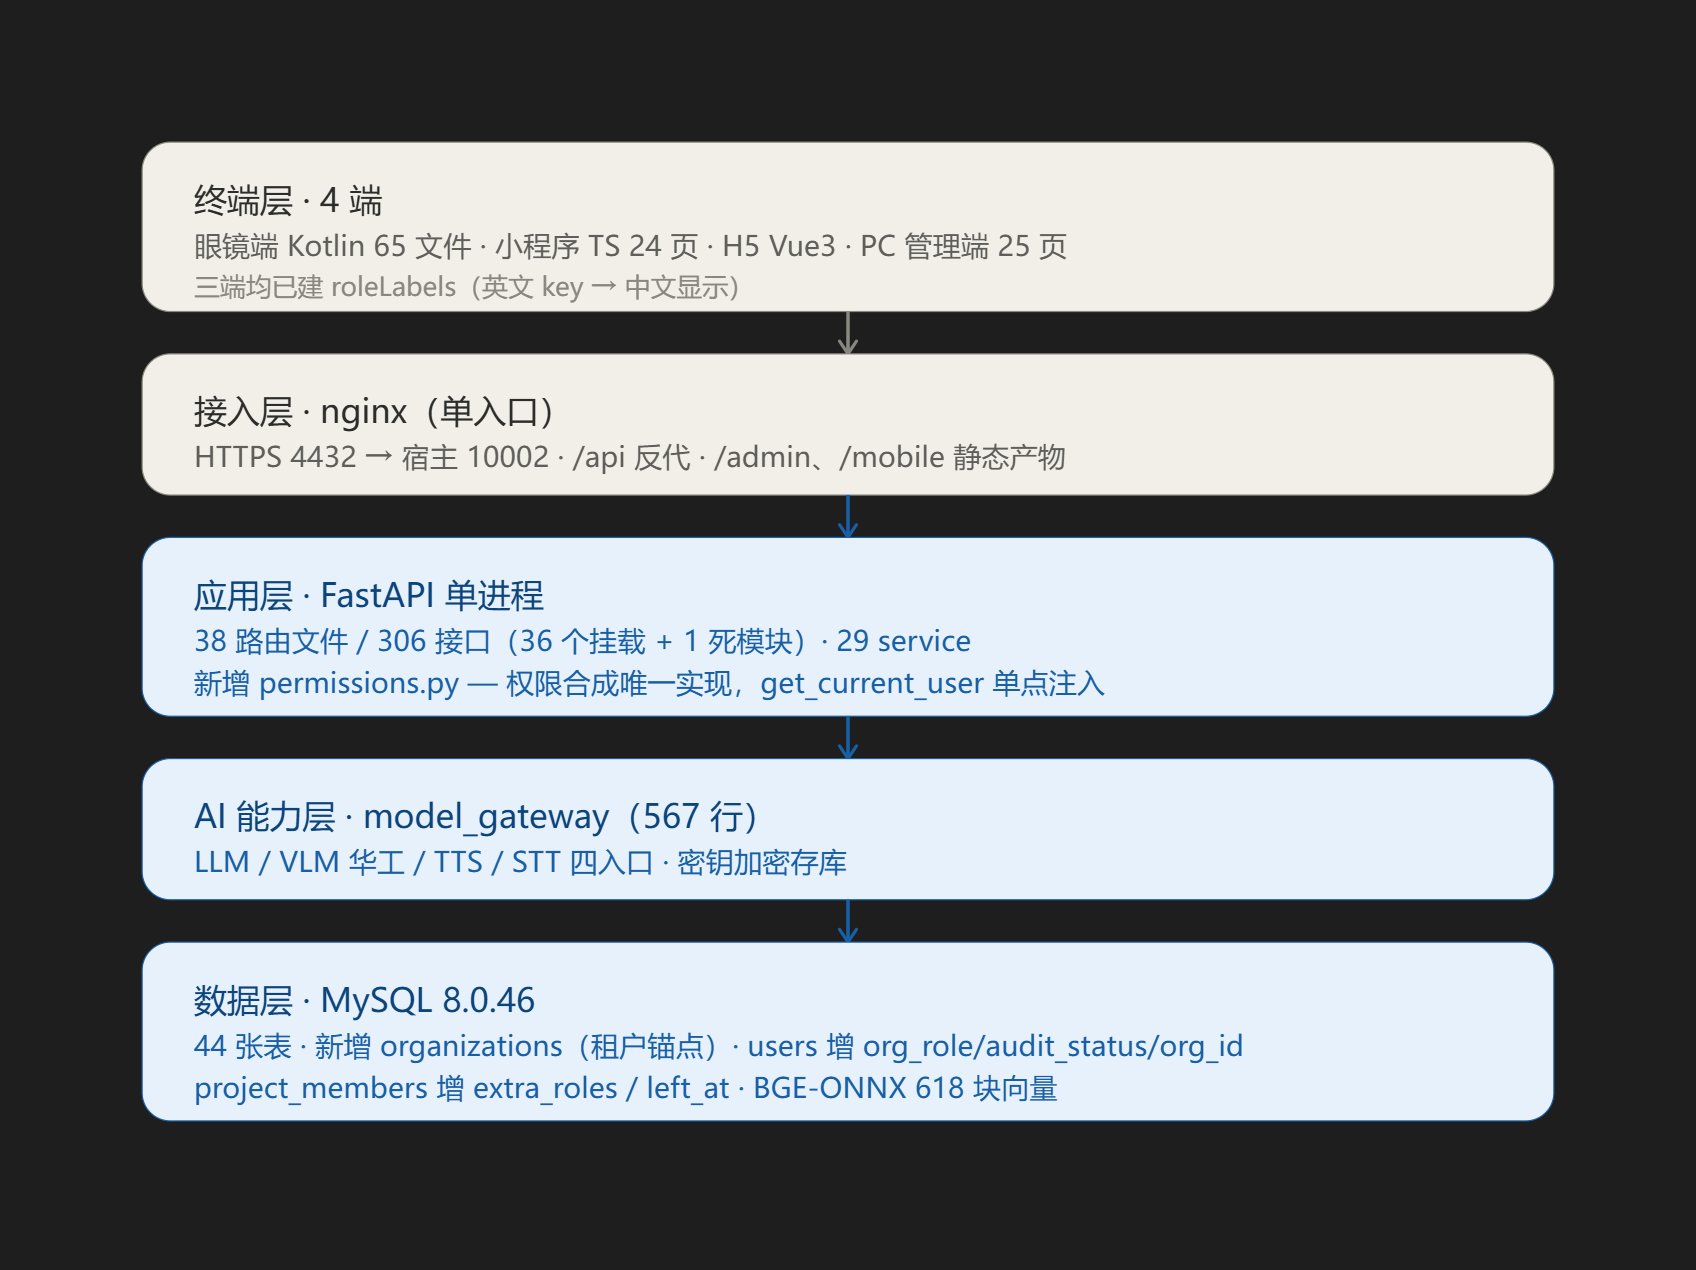 终端层 · 4 端
眼镜端 Kotlin 65 文件 · 小程序 TS 24 页 · H5 Vue3 · PC 管理端 25 页
三端均已建 roleLabels（英文 key → 中文显示）
接入层 · nginx（单入口）
HTTPS 4432 → 宿主 10002 · /api 反代 · /admin、/mobile 静态产物
应用层 · FastAPI 单进程
38 路由文件 / 306 接口（36 个挂载 + 1 死模块）· 29 service
新增 permissions.py — 权限合成唯一实现，get_current_user 单点注入
AI 能力层 · model_gateway（567 行）
LLM / VLM 华工 / TTS / STT 四入口 · 密钥加密存库
数据层 · MySQL 8.0.46
44 张表 · 新增 organizations（租户锚点）· users 增 org_role/audit_status/org_id
project_members 增 extra_roles / left_at · BGE-ONNX 618 块向量